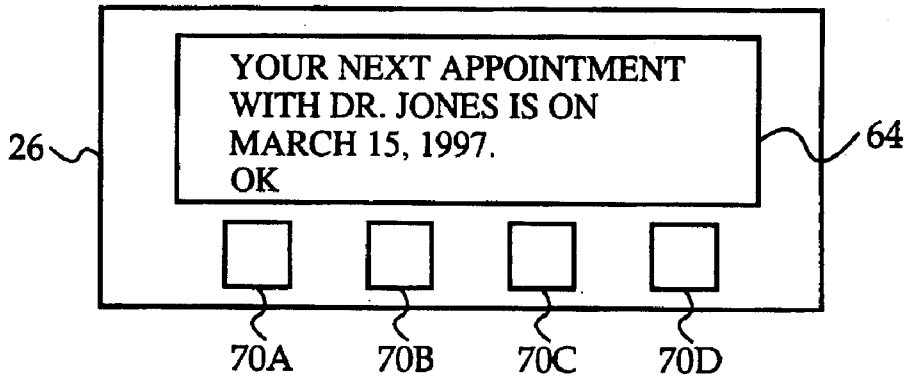 YOUR NEXT APPOINTMENT
WITH DR. JONES IS ON
MARCH 15, 1997.
OK
26
64
70A 70B 70C 70D